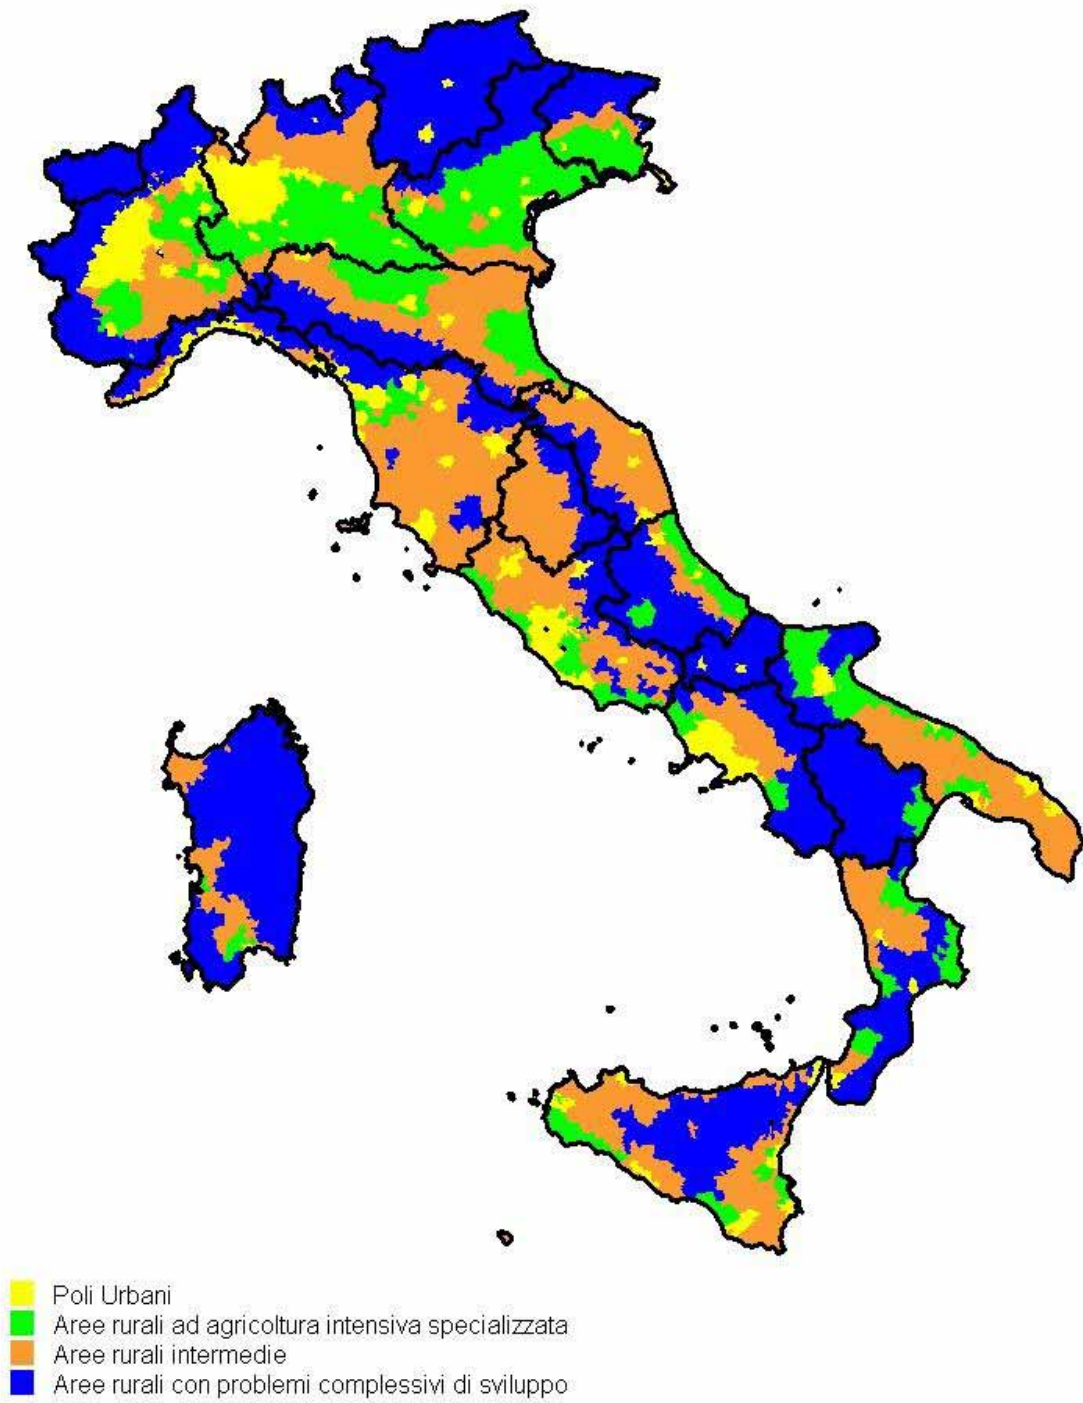 Poli Urbani
Aree rurali ad agricoltura intensiva specializzata
Aree rurali intermedie
Aree rurali con problemi complessivi di sviluppo